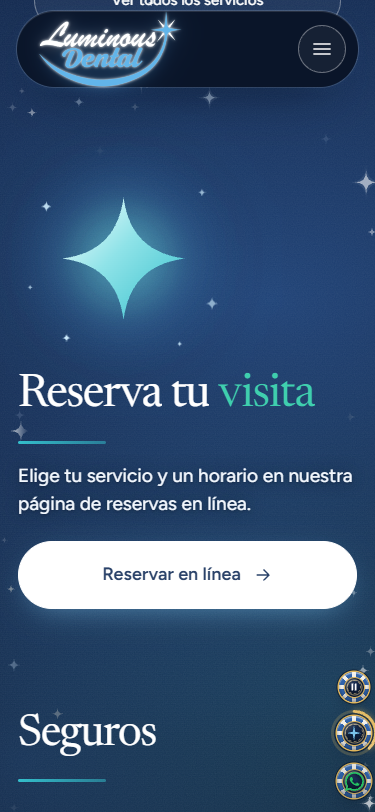 Ver todos los servicios
Luminous
Dental
Reserva tu visita
Elige tu servicio y un horario en nuestra
página de reservas en línea.
Reservar en línea →
Seguros